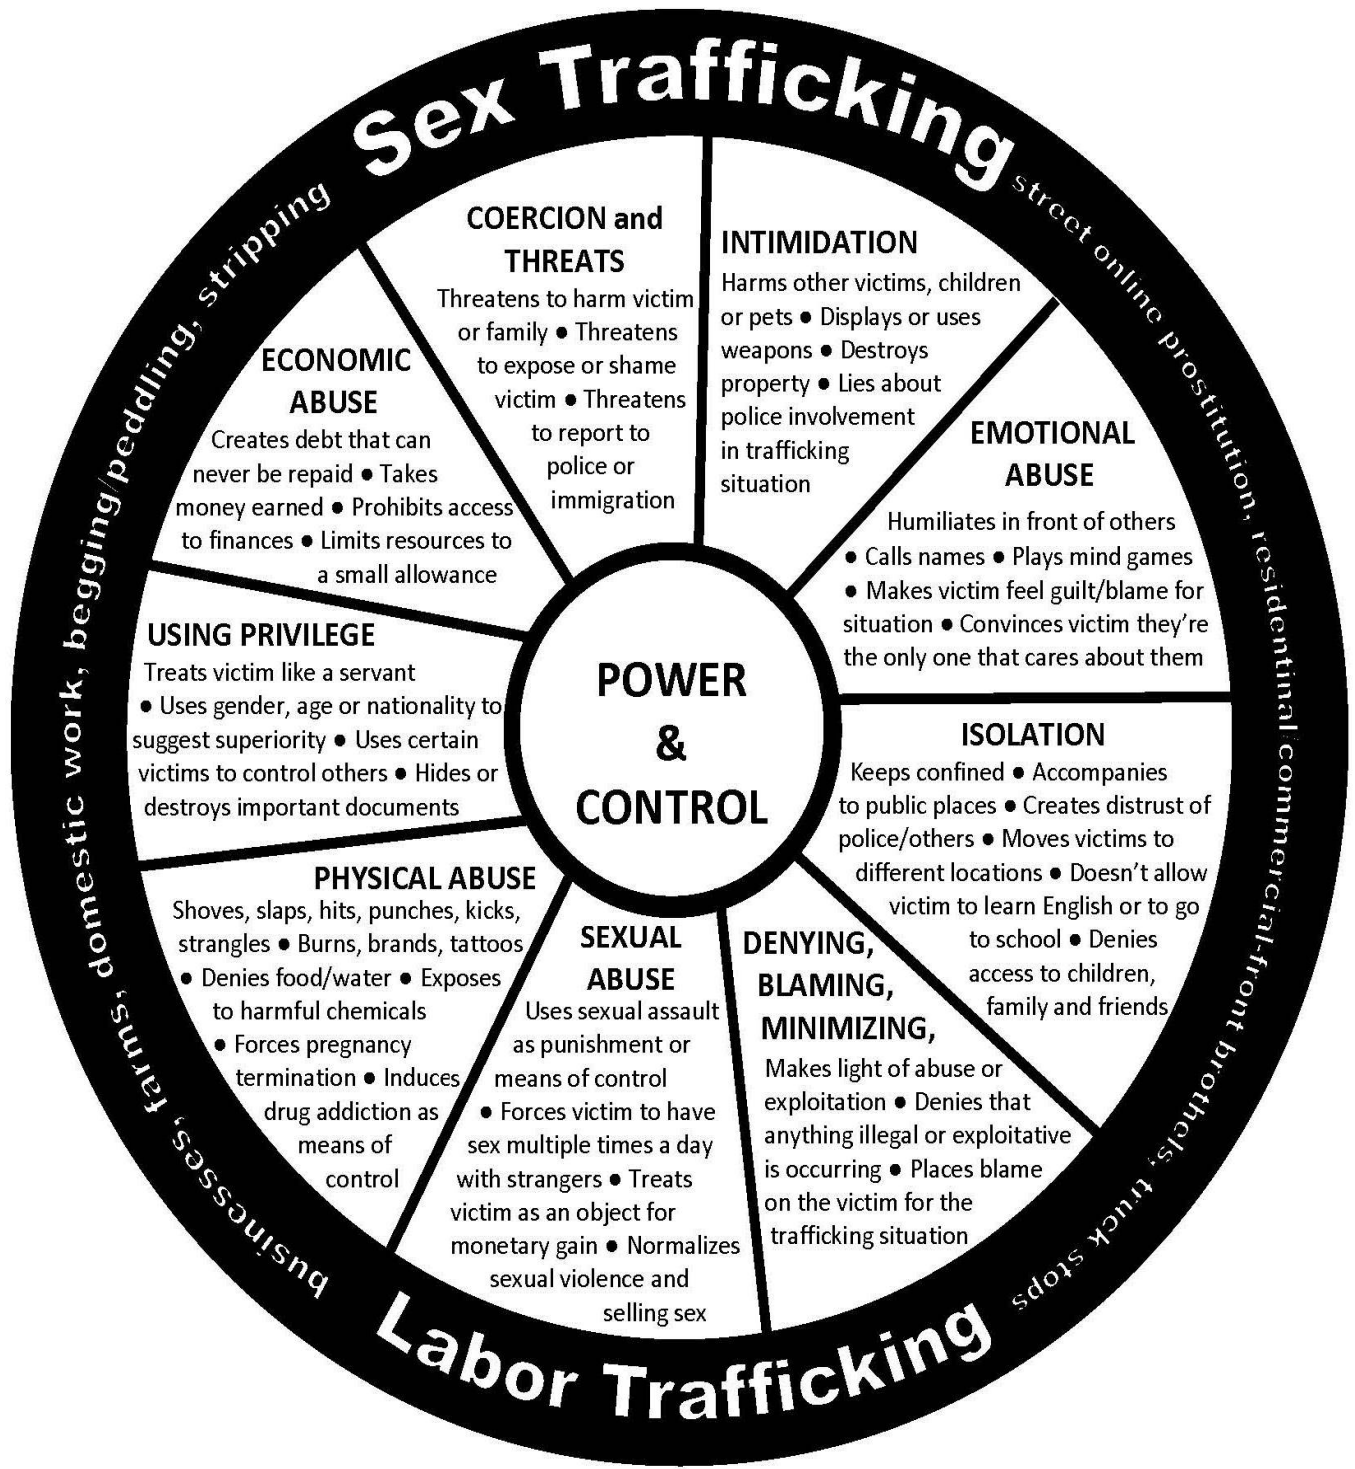 Sex Trafficking
street online prostitution, residentinal/commercial-front brothels, truck stops
Labor Trafficking
businesses, farms, domestic work, begging/peddling, stripping
COERCION and
THREATS
Threatens to harm victim
or family ● Threatens
to expose or shame
victim ● Threatens
to report to
police or
immigration
INTIMIDATION
Harms other victims, children
or pets ● Displays or uses
weapons ● Destroys
property ● Lies about
police involvement
in trafficking
situation
EMOTIONAL
ABUSE
Humiliates in front of others
● Calls names ● Plays mind games
● Makes victim feel guilt/blame for
situation ● Convinces victim they’re
the only one that cares about them
ISOLATION
Keeps confined ● Accompanies
to public places ● Creates distrust of
police/others ● Moves victims to
different locations ● Doesn’t allow
victim to learn English or to go
to school ● Denies
access to children,
family and friends
DENYING,
BLAMING,
MINIMIZING,
Makes light of abuse or
exploitation ● Denies that
anything illegal or exploitative
is occurring ● Places blame
on the victim for the
trafficking situation
SEXUAL
ABUSE
Uses sexual assault
as punishment or
means of control
● Forces victim to have
sex multiple times a day
with strangers ● Treats
victim as an object for
monetary gain ● Normalizes
sexual violence and
selling sex
PHYSICAL ABUSE
Shoves, slaps, hits, punches, kicks,
strangles ● Burns, brands, tattoos
● Denies food/water ● Exposes
to harmful chemicals
● Forces pregnancy
termination ● Induces
drug addiction as
means of
control
USING PRIVILEGE
Treats victim like a servant
● Uses gender, age or nationality to
suggest superiority ● Uses certain
victims to control others ● Hides or
destroys important documents
ECONOMIC
ABUSE
Creates debt that can
never be repaid ● Takes
money earned ● Prohibits access
to finances ● Limits resources to
a small allowance
POWER
&
CONTROL